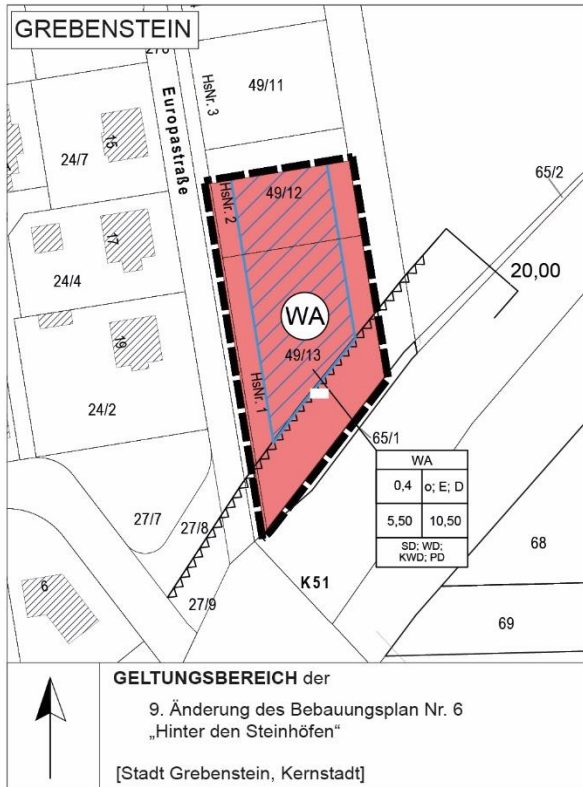 GREBENSTEIN
49/11
HsNr. 3
Europastraße
24/7
15
65/2
HsNr. 2
49/12
17
20,00
24/4
WA
19
49/13
HsNr. 1
24/2
65/1
WA
0,4 o; E; D
5,50 10,50
SD; WD;
KWD; PD
27/7
27/8
68
6
K51
27/9
69
GELTUNGSBEREICH der
9. Änderung des Bebauungsplan Nr. 6
„Hinter den Steinhöfen“
[Stadt Grebenstein, Kernstadt]